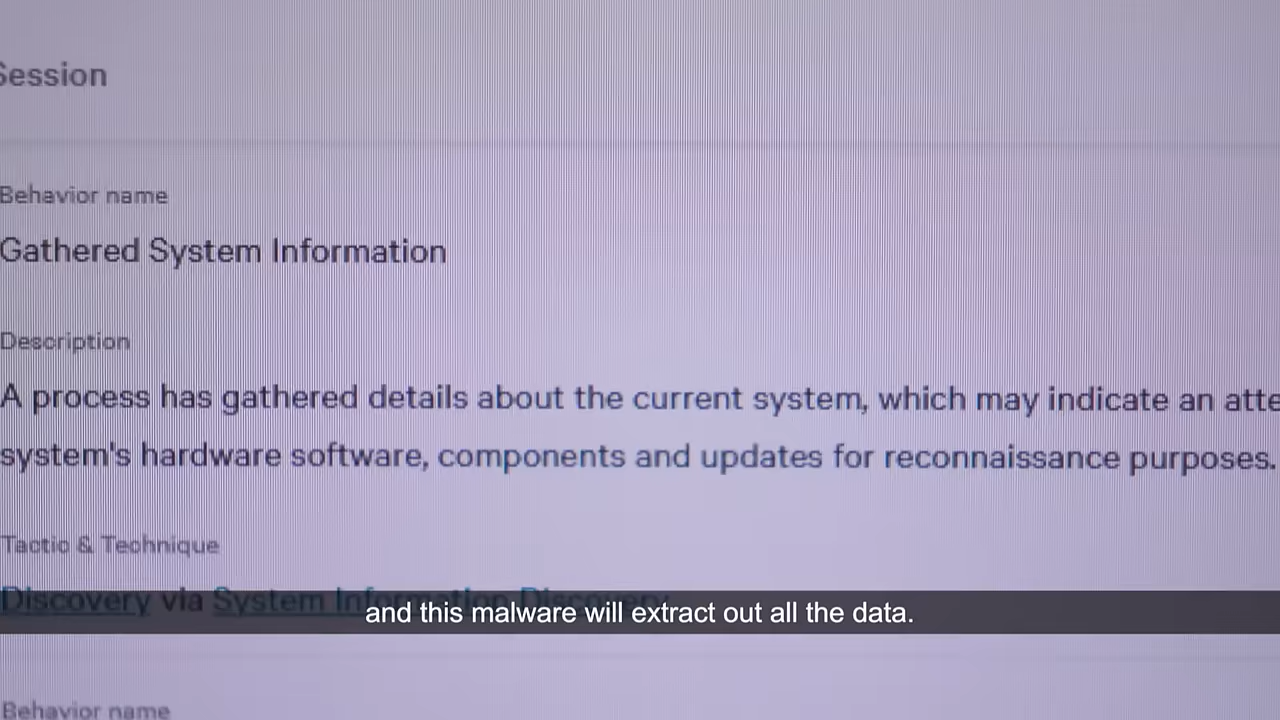 Session
Behavior name
Gathered System Information
Description
A process has gathered details about the current system, which may indicate an atte
system's hardware software, components and updates for reconnaissance purposes.
Tactic & Technique
Discovery via System Information Discovery
and this malware will extract out all the data.
Behavior name